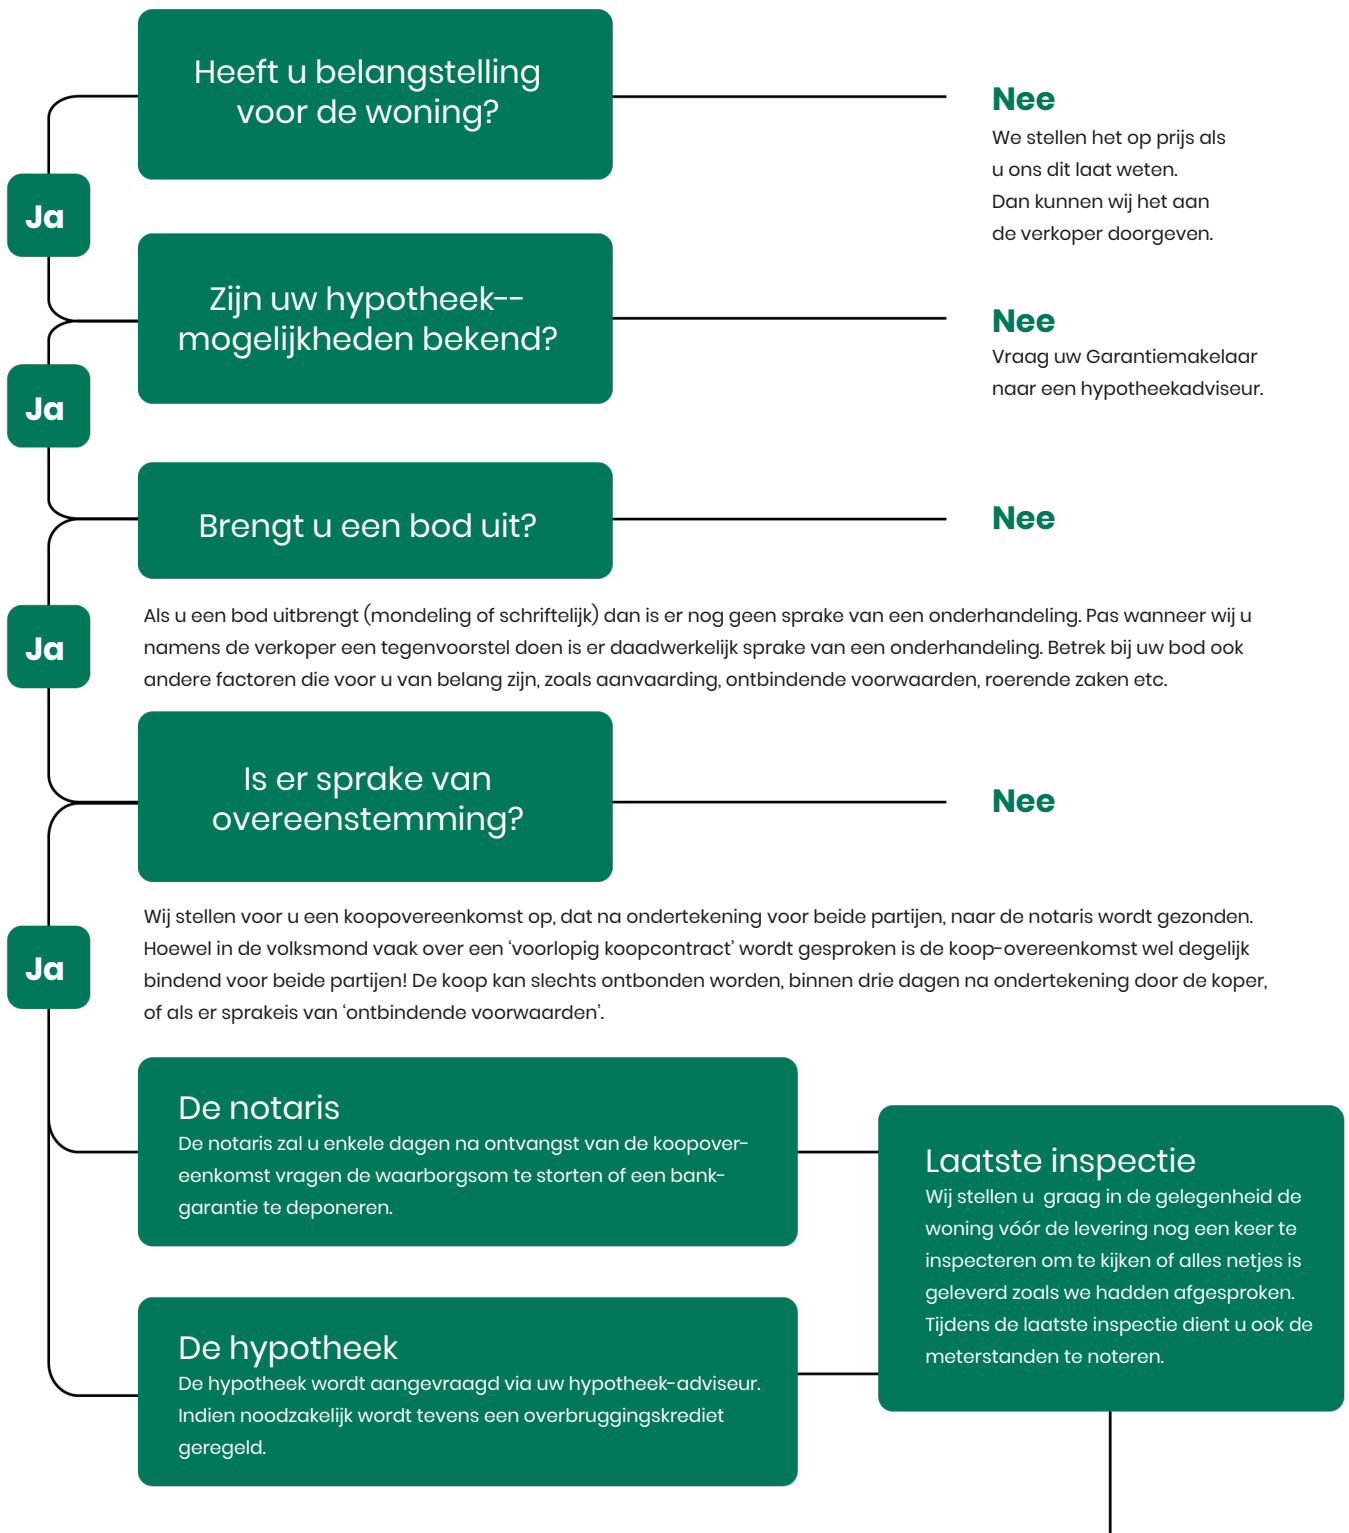 Heeft u belangstelling
voor de woning?
Nee
We stellen het op prijs als
u ons dit laat weten.
Dan kunnen wij het aan
de verkoper doorgeven.
Ja
Zijn uw hypotheek--
mogelijkheden bekend?
Nee
Vraag uw Garantiemakelaar
naar een hypotheekadviseur.
Ja
Brengt u een bod uit?
Nee
Als u een bod uitbrengt (mondeling of schriftelijk) dan is er nog geen sprake van een onderhandeling. Pas wanneer wij u
namens de verkoper een tegenvoorstel doen is er daadwerkelijk sprake van een onderhandeling. Betrek bij uw bod ook
andere factoren die voor u van belang zijn, zoals aanvaarding, ontbindende voorwaarden, roerende zaken etc.
Ja
Is er sprake van
overeenstemming?
Nee
Wij stellen voor u een koopovereenkomst op, dat na ondertekening voor beide partijen, naar de notaris wordt gezonden.
Hoewel in de volksmond vaak over een ‘voorlopig koopcontract’ wordt gesproken is de koop-overeenkomst wel degelijk
bindend voor beide partijen! De koop kan slechts ontbonden worden, binnen drie dagen na ondertekening door de koper,
of als er sprakeis van ‘ontbindende voorwaarden’.
Ja
De notaris
De notaris zal u enkele dagen na ontvangst van de koopover-
eenkomst vragen de waarborgsom te storten of een bank-
garantie te deponeren.
Laatste inspectie
Wij stellen u graag in de gelegenheid de
woning vóór de levering nog een keer te
inspecteren om te kijken of alles netjes is
geleverd zoals we hadden afgesproken.
Tijdens de laatste inspectie dient u ook de
meterstanden te noteren.
De hypotheek
De hypotheek wordt aangevraagd via uw hypotheek-adviseur.
Indien noodzakelijk wordt tevens een overbruggingskrediet
geregeld.